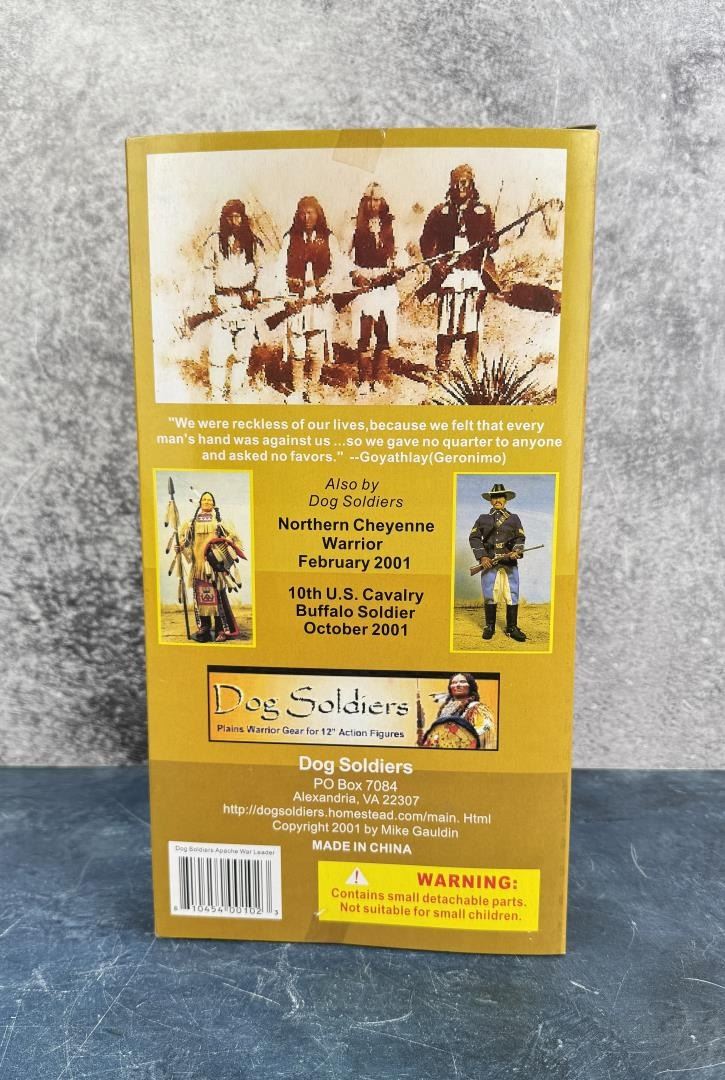 "We were reckless of our lives,because we felt that every
man's hand was against us ...so we gave no quarter to anyone
and asked no favors." --Goyathlay(Geronimo)
Also by
Dog Soldiers
Northern Cheyenne
Warrior
February 2001
10th U.S. Cavalry
Buffalo Soldier
October 2001
Dog Soldiers
Plains Warrior Gear for 12" Action Figures
Dog Soldiers
PO Box 7084
Alexandria, VA 22307
http://dogsoldiers.homestead.com/main. Html
Copyright 2001 by Mike Gauldin
MADE IN CHINA
Dog Soldiers Apache War Leader
8 10454 00102 3
WARNING:
Contains small detachable parts.
Not suitable for small children.